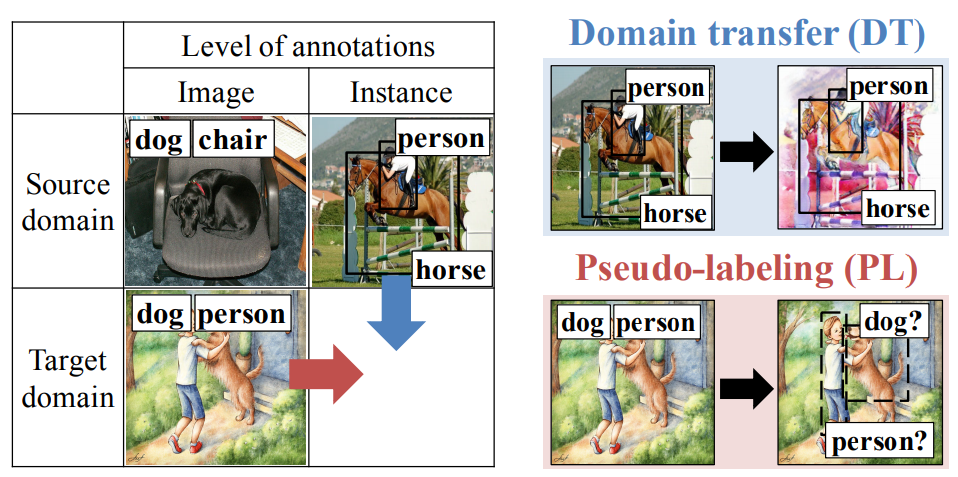 Level of annotations
Image
Instance
Source
domain
dog
chair
person
horse
Target
domain
dog
person
Domain transfer (DT)
person
horse
person
horse
Pseudo-labeling (PL)
dog
person
dog?
person?